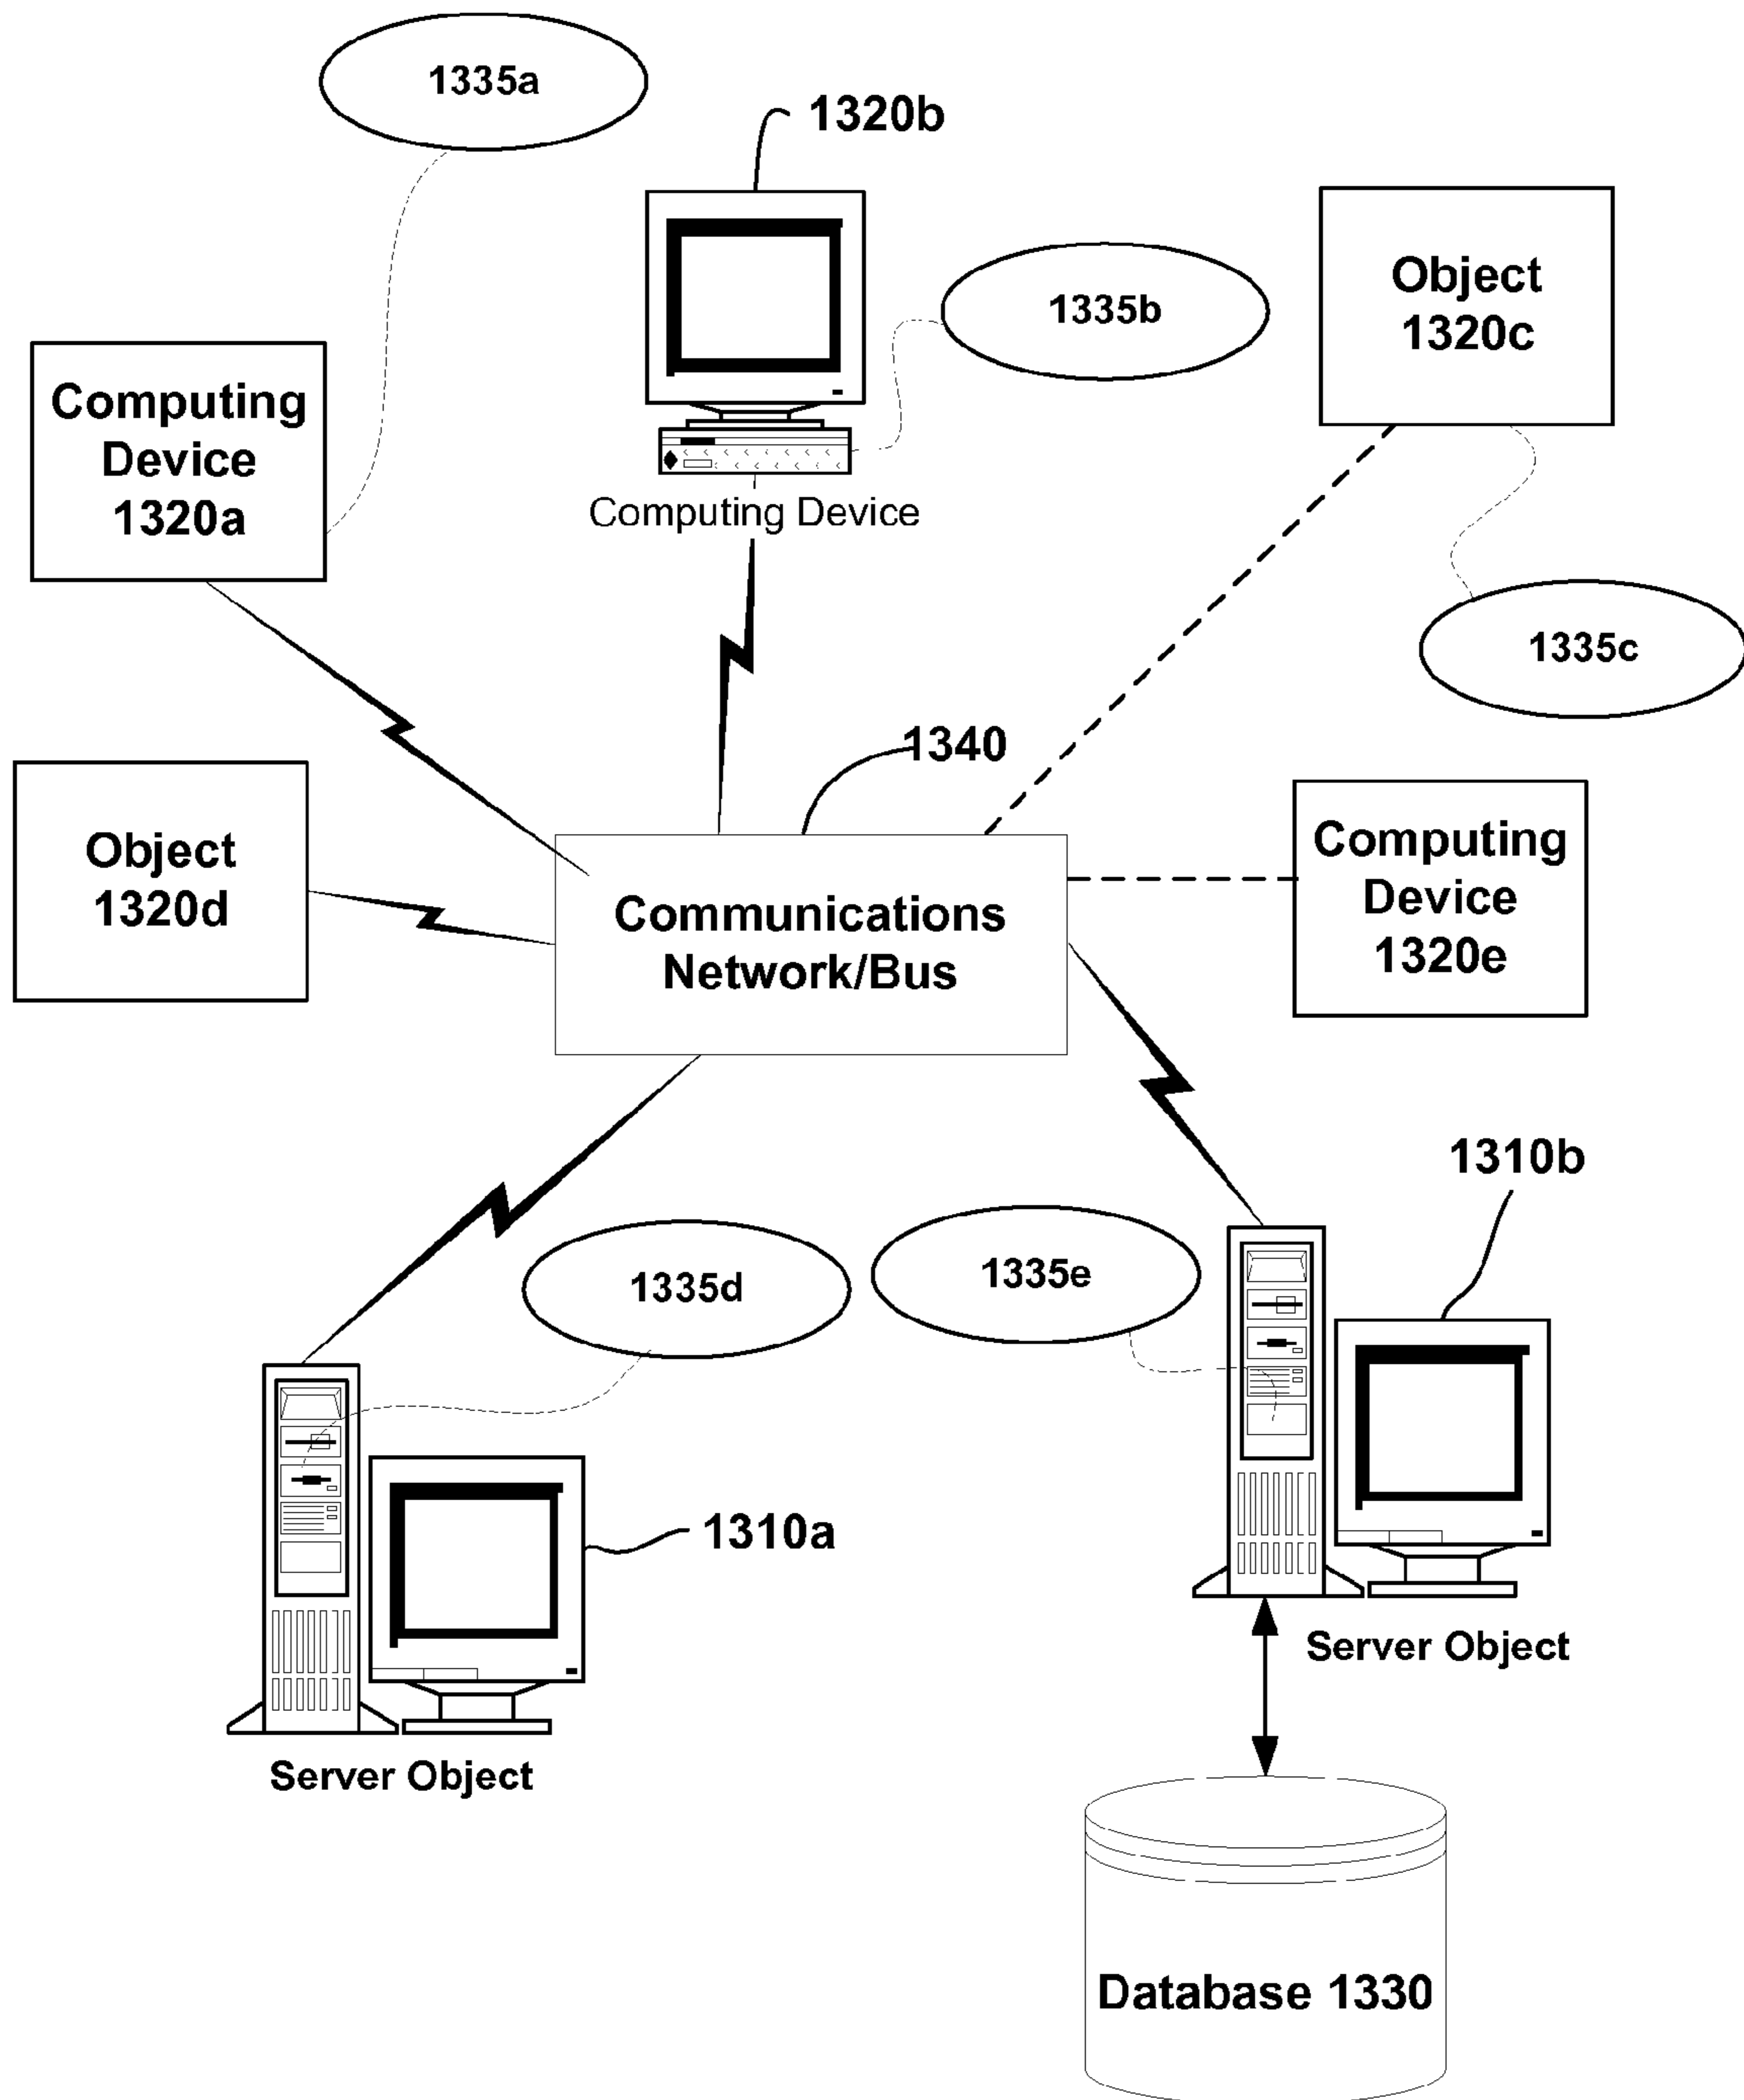 1335a
1320b
Object
1320c
1335b
Computing
Device
1320a
Computing Device
1335c
1340
Object
1320d
Communications
Network/Bus
Computing
Device
1320e
1310b
1335d
1335e
1310a
Server Object
Server Object
Database 1330